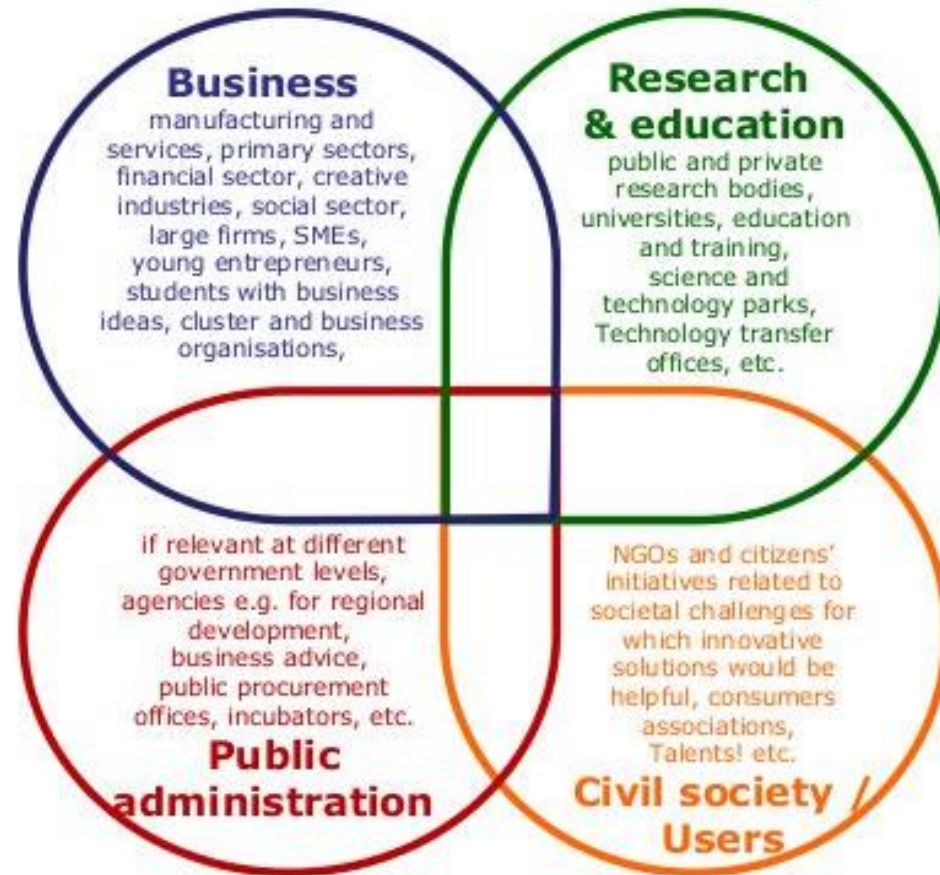 Business
manufacturing and
services, primary sectors,
financial sector, creative
industries, social sector,
large firms, SMEs,
young entrepreneurs,
students with business
ideas, cluster and business
organisations,
Research
& education
public and private
research bodies,
universities, education
and training,
science and
technology parks,
Technology transfer
offices, etc.
if relevant at different
government levels,
agencies e.g. for regional
development,
business advice,
public procurement
offices, incubators, etc.
Public
administration
NGOs and citizens'
initiatives related to
societal challenges for
which innovative
solutions would be
helpful, consumers
associations,
Talents! etc.
Civil society /
Users